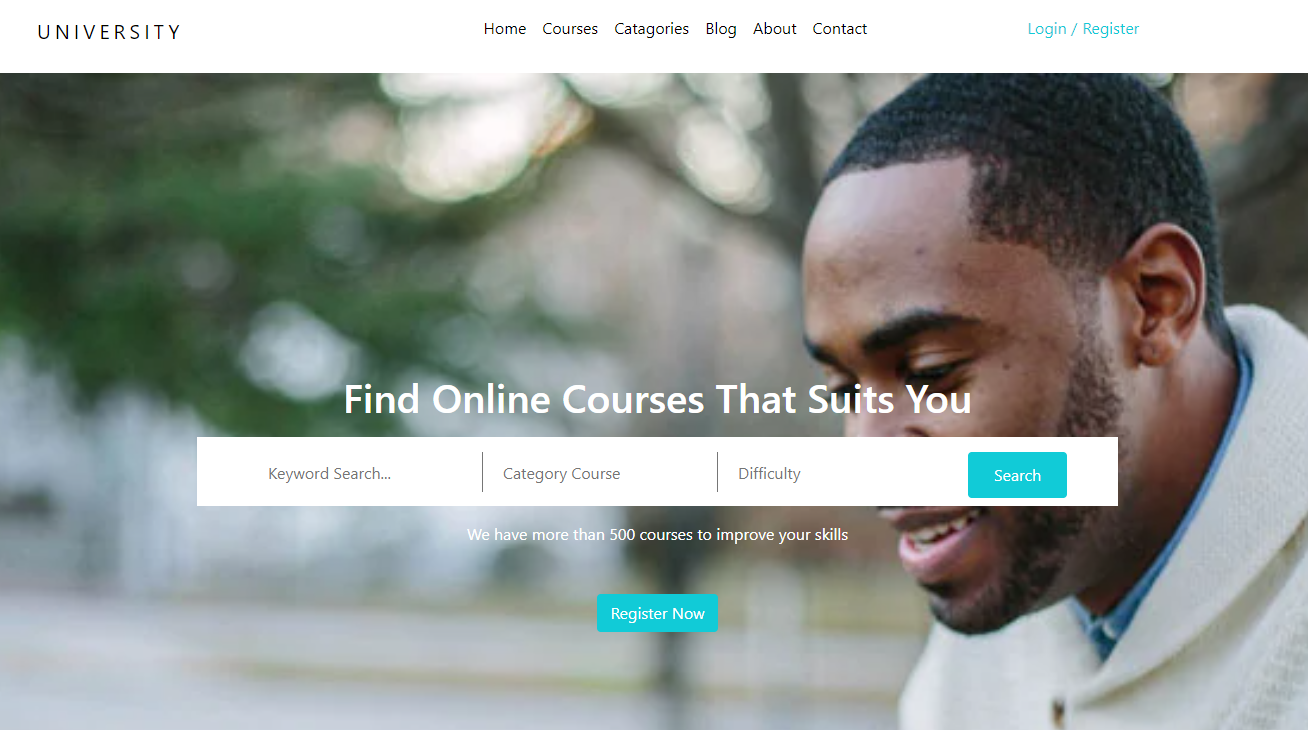 UNIVERSITY
Home Courses Catagories Blog About Contact
Login / Register
Find Online Courses That Suits You
Keyword Search... Category Course Difficulty Search
We have more than 500 courses to improve your skills
Register Now